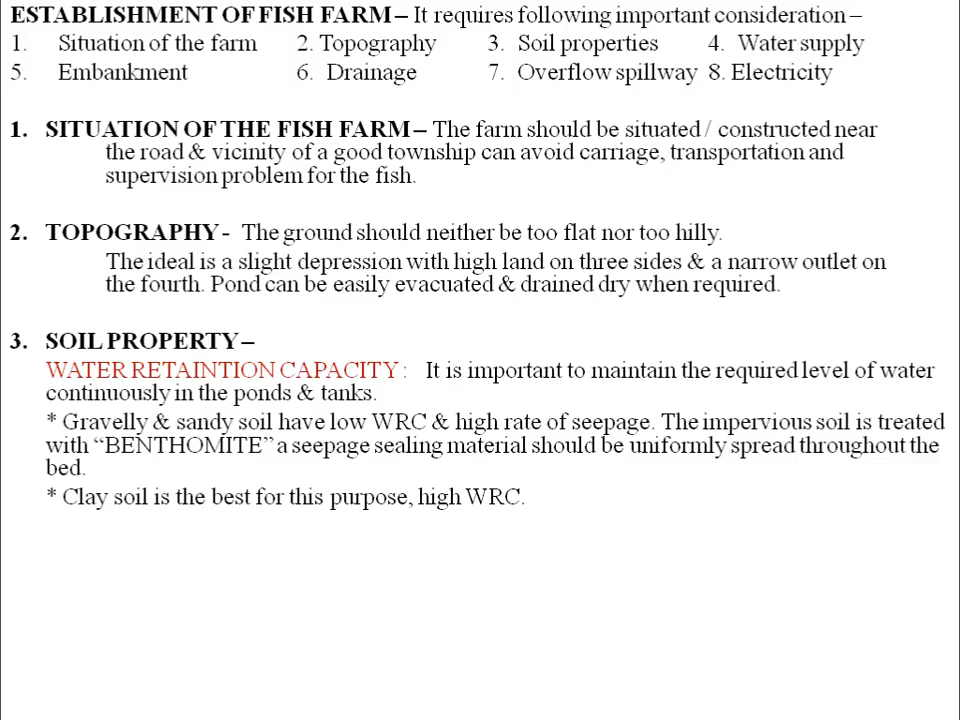 ESTABLISHMENT OF FISH FARM – It requires following important consideration –
1. Situation of the farm 2. Topography 3. Soil properties 4. Water supply
5. Embankment 6. Drainage 7. Overflow spillway 8. Electricity
1. SITUATION OF THE FISH FARM – The farm should be situated / constructed near
the road & vicinity of a good township can avoid carriage, transportation and
supervision problem for the fish.
2. TOPOGRAPHY - The ground should neither be too flat nor too hilly.
The ideal is a slight depression with high land on three sides & a narrow outlet on
the fourth. Pond can be easily evacuated & drained dry when required.
3. SOIL PROPERTY –
WATER RETAINTION CAPACITY : It is important to maintain the required level of water
continuously in the ponds & tanks.
* Gravelly & sandy soil have low WRC & high rate of seepage. The impervious soil is treated
with “BENTHOMITE” a seepage sealing material should be uniformly spread throughout the
bed.
* Clay soil is the best for this purpose, high WRC.